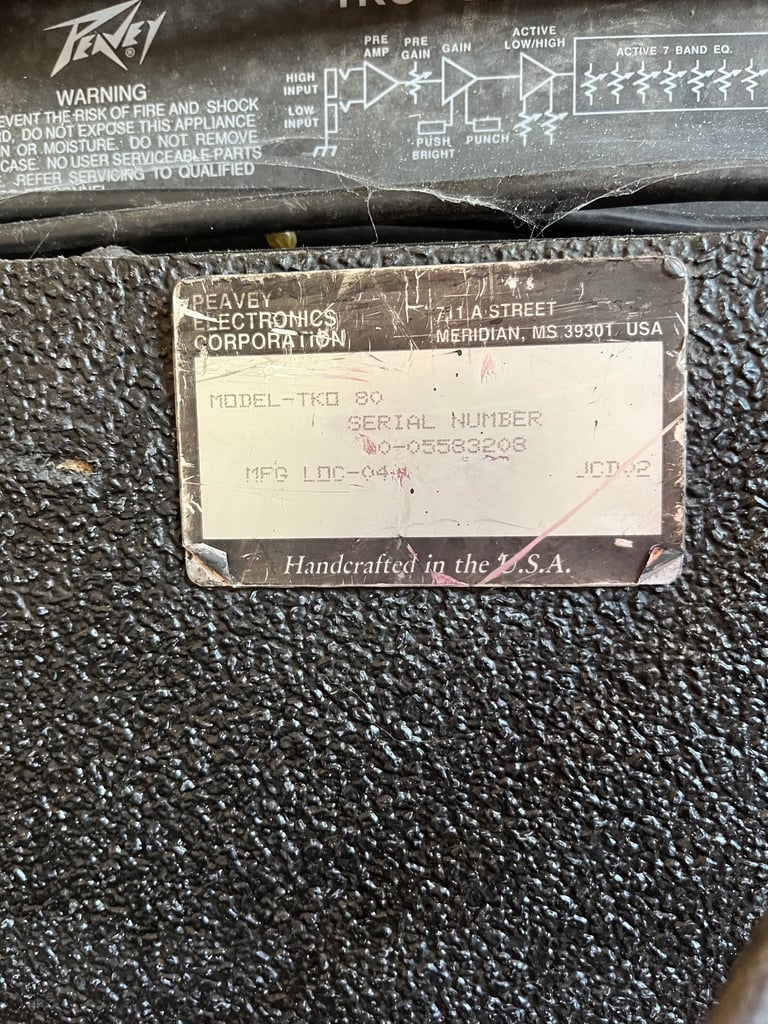 PEAVEY
WARNING
EVENT THE RISK OF FIRE AND SHOCK
DO NOT EXPOSE THIS APPLIANCE
OR MOISTURE. DO NOT REMOVE
CASE. NO USER SERVICEABLE PARTS
REFER SERVICING TO QUALIFIED
HIGH
INPUT
LOW
INPUT
PRE
AMP
PRE
GAIN
GAIN
ACTIVE
LOW/HIGH
ACTIVE 7 BAND EQ.
PUSH
BRIGHT
PUNCH
PEAVEY
ELECTRONICS
CORPORATION
711 A STREET
MERIDIAN, MS 39301 USA
MODEL-TKO 80
SERIAL NUMBER
0-05583208
MFG LOC-04
Handcrafted in the U.S.A.